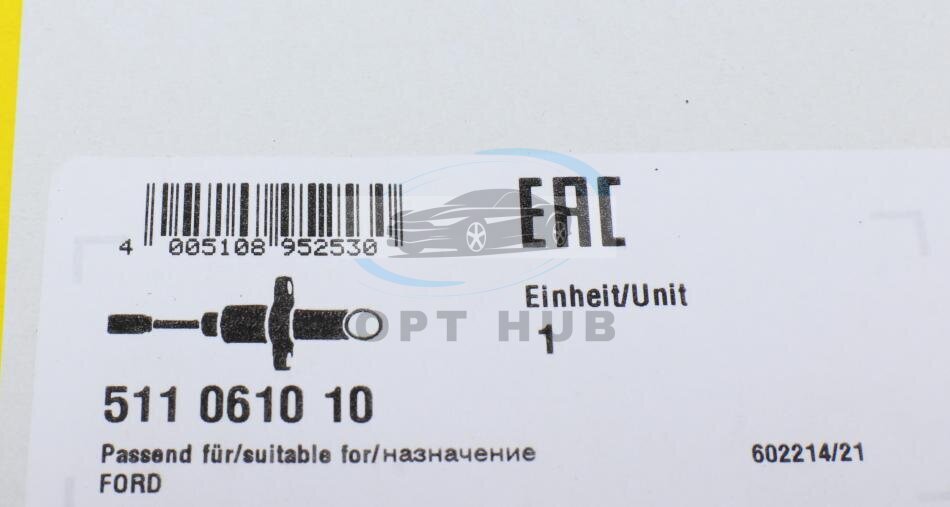 EAC
4 005108 952530
Einheit/Unit
OPT HUB
1
511 0610 10
Passend für/suitable for/назначение
602214/21
FORD